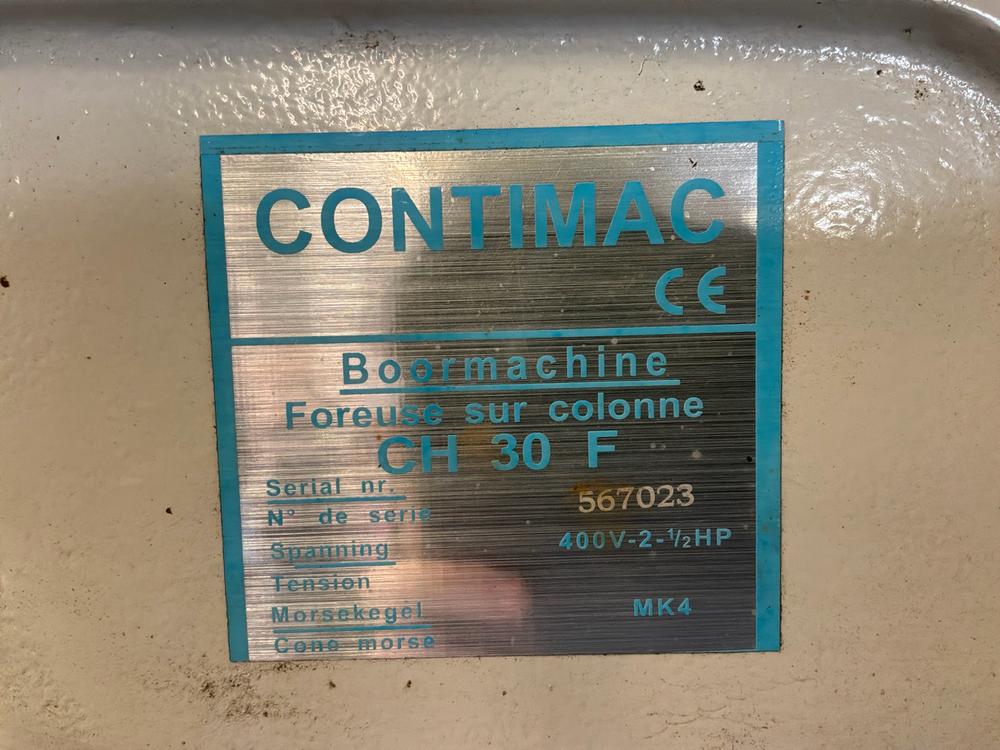 CONTIMAC
CE
Boormachine
Foreuse sur colonne
CH 30 F
Serial nr. 567023
N° de serie
Spanning 400V-2-1/2HP
Tension
Morsekegel MK4
Cone morse